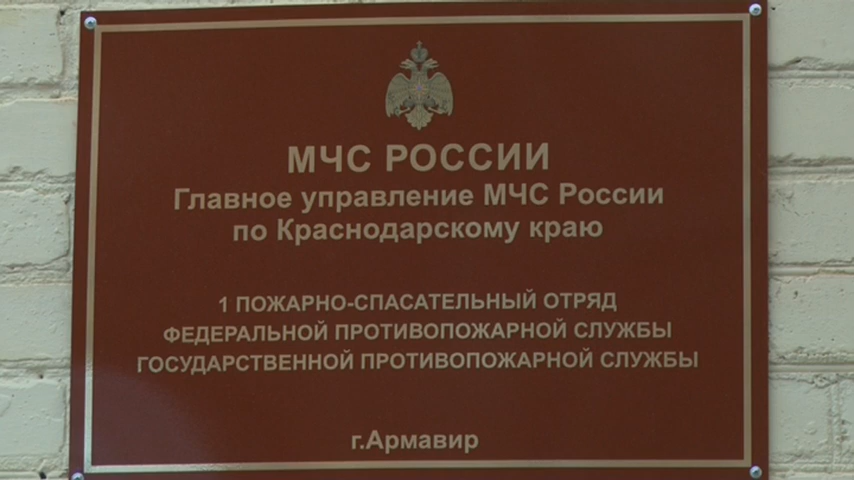 МЧС РОССИИ
Главное управление МЧС России
по Краснодарскому краю
1 ПОЖАРНО-СПАСАТЕЛЬНЫЙ ОТРЯД
ФЕДЕРАЛЬНОЙ ПРОТИВОПОЖАРНОЙ СЛУЖБЫ
ГОСУДАРСТВЕННОЙ ПРОТИВОПОЖАРНОЙ СЛУЖБЫ
г.Армавир